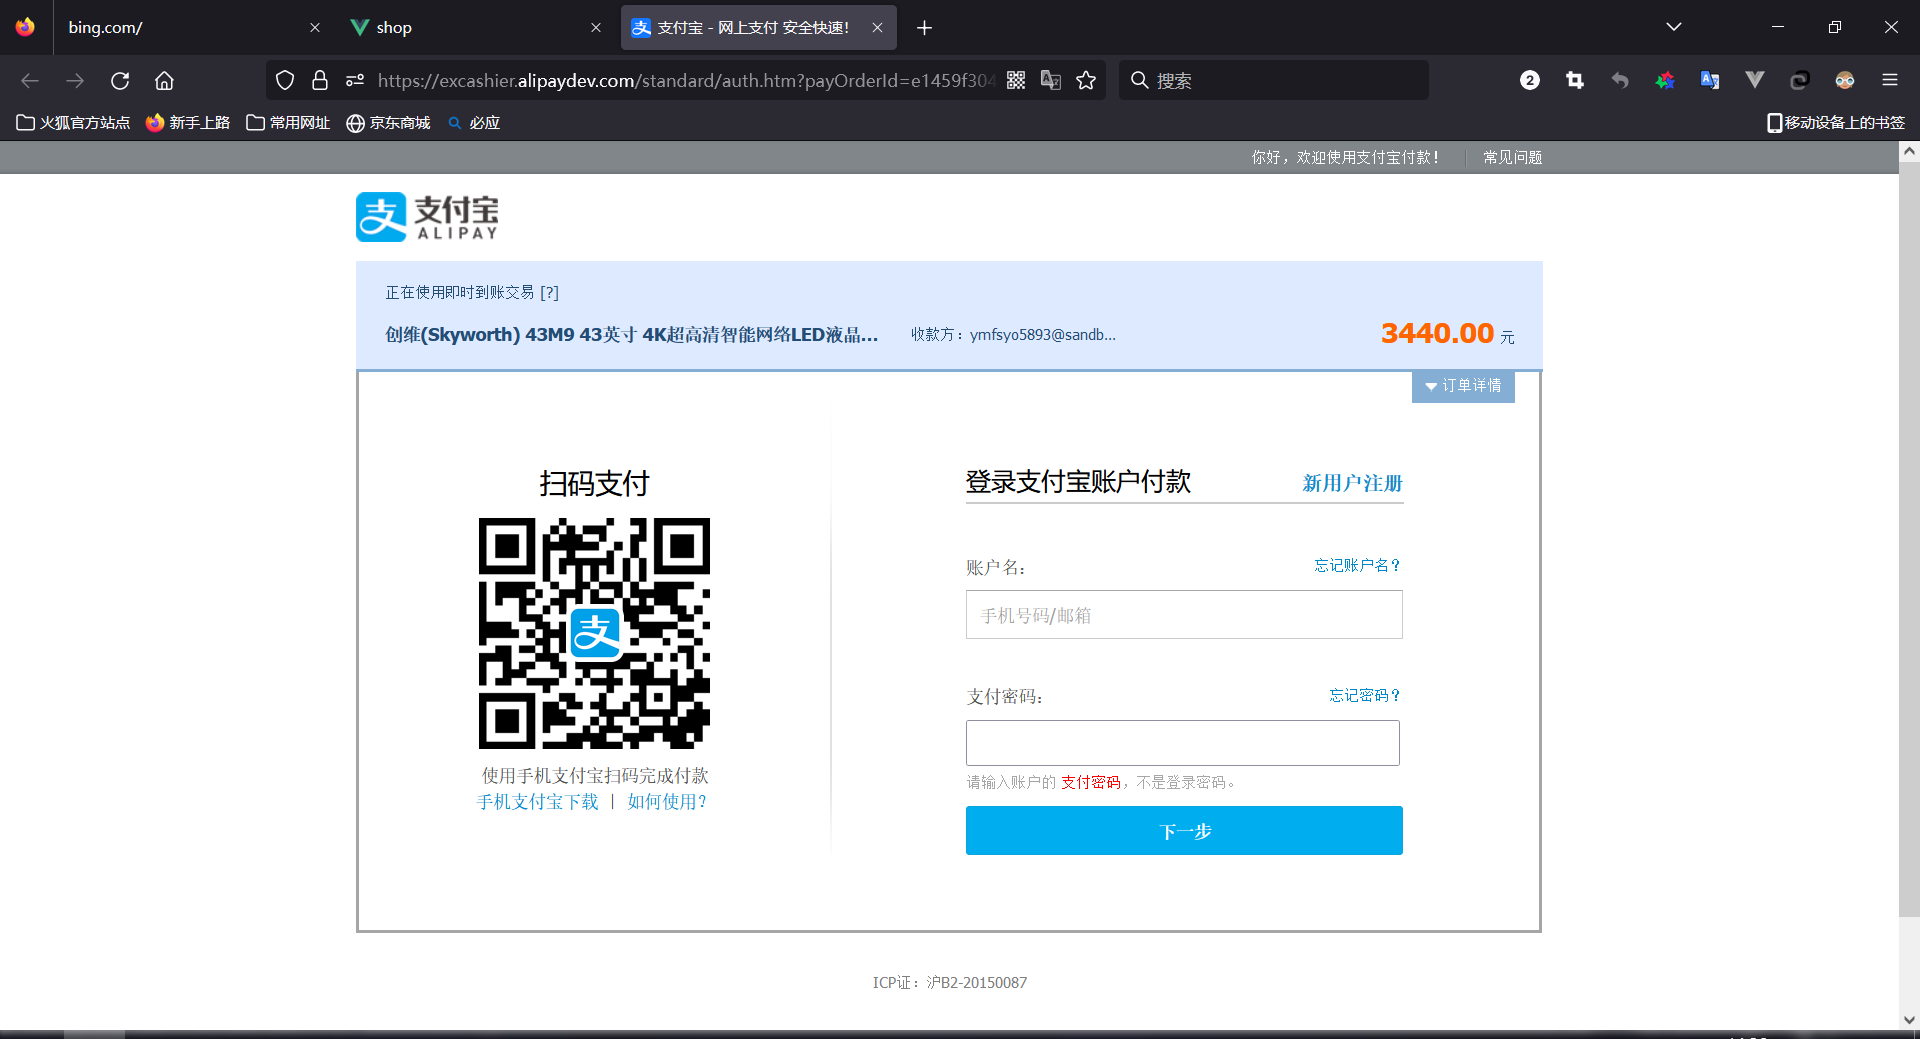 bing.com/
shop
支付宝 - 网上支付 安全快速!
https://excashier.alipaydev.com/standard/auth.htm?payOrderId=e1459f304
搜索
2
火狐官方站点
新手上路
常用网址
京东商城
必应
移动设备上的书签
你好，欢迎使用支付宝付款！
常见问题
支付宝
ALIPAY
正在使用即时到账交易 [?]
创维(Skyworth) 43M9 43英寸 4K超高清智能网络LED液晶...
收款方：ymfsyo5893@sandb...
3440.00 元
订单详情
扫码支付
支
使用手机支付宝扫码完成付款
手机支付宝下载 | 如何使用?
登录支付宝账户付款
新用户注册
账户名：
忘记账户名？
手机号码/邮箱
支付密码：
忘记密码？
请输入账户的 支付密码，不是登录密码。
下一步
ICP证：沪B2-20150087